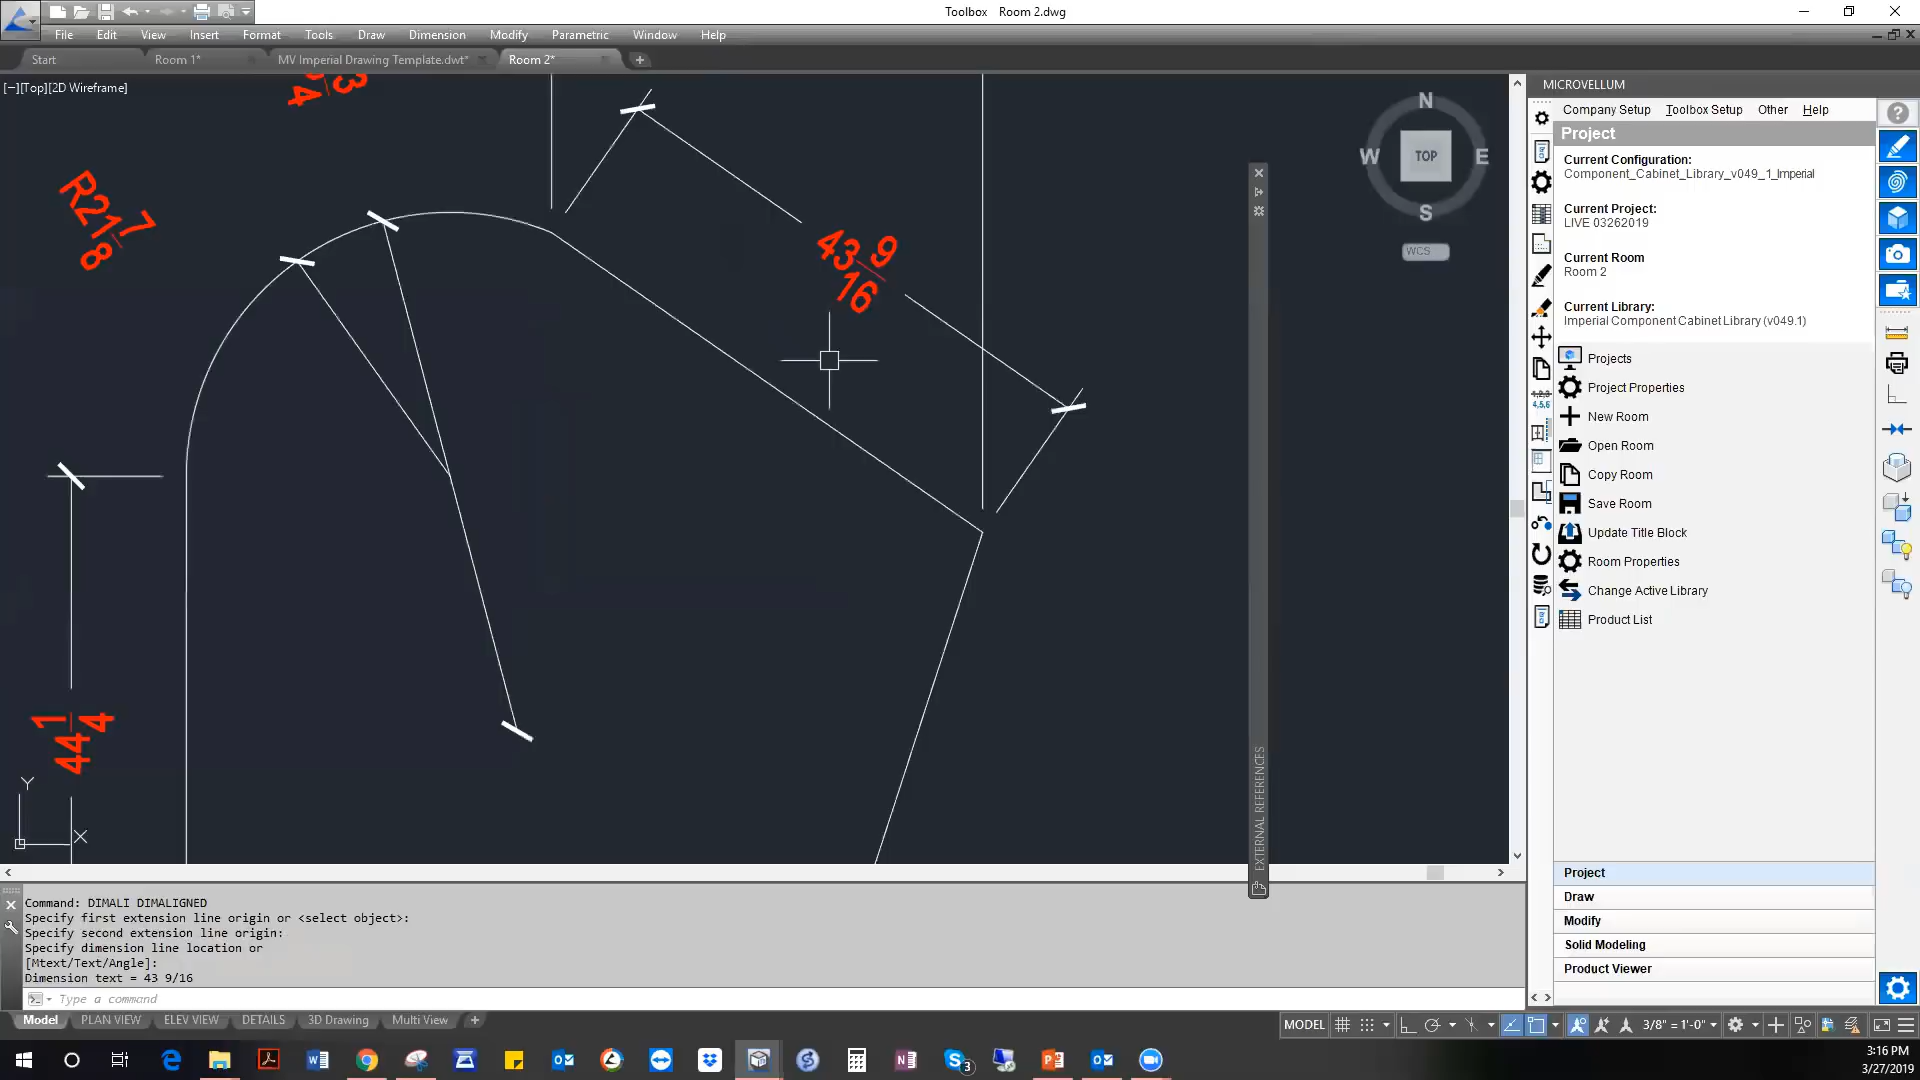 Toolbox Room 2.dwg
File Edit View Insert Format Tools Draw Dimension Modify Parametric Window Help
Start Room 1* MV Imperial Drawing Template.dwt* Room 2*
[−][Top][2D Wireframe]
R21 7/8
43 9/16
44 1/4
Y
X
N
W TOP E
S
WCS
EXTERNAL REFERENCES
MICROVELLUM
Company Setup Toolbox Setup Other Help
Project
Current Configuration:
Component_Cabinet_Library_v049_1_Imperial
Current Project:
LIVE 03262019
Current Room
Room 2
Current Library:
Imperial Component Cabinet Library (v049.1)
Projects
Project Properties
New Room
Open Room
Copy Room
Save Room
Update Title Block
Room Properties
Change Active Library
Product List
Project
Draw
Modify
Solid Modeling
Product Viewer
Command: DIMALI DIMALIGNED
Specify first extension line origin or <select object>:
Specify second extension line origin:
Specify dimension line location or
[Mtext/Text/Angle]:
Dimension text = 43 9/16
Type a command
Model PLAN VIEW ELEV VIEW DETAILS 3D Drawing Multi View
MODEL 3/8" = 1'-0"
3:16 PM
3/27/2019